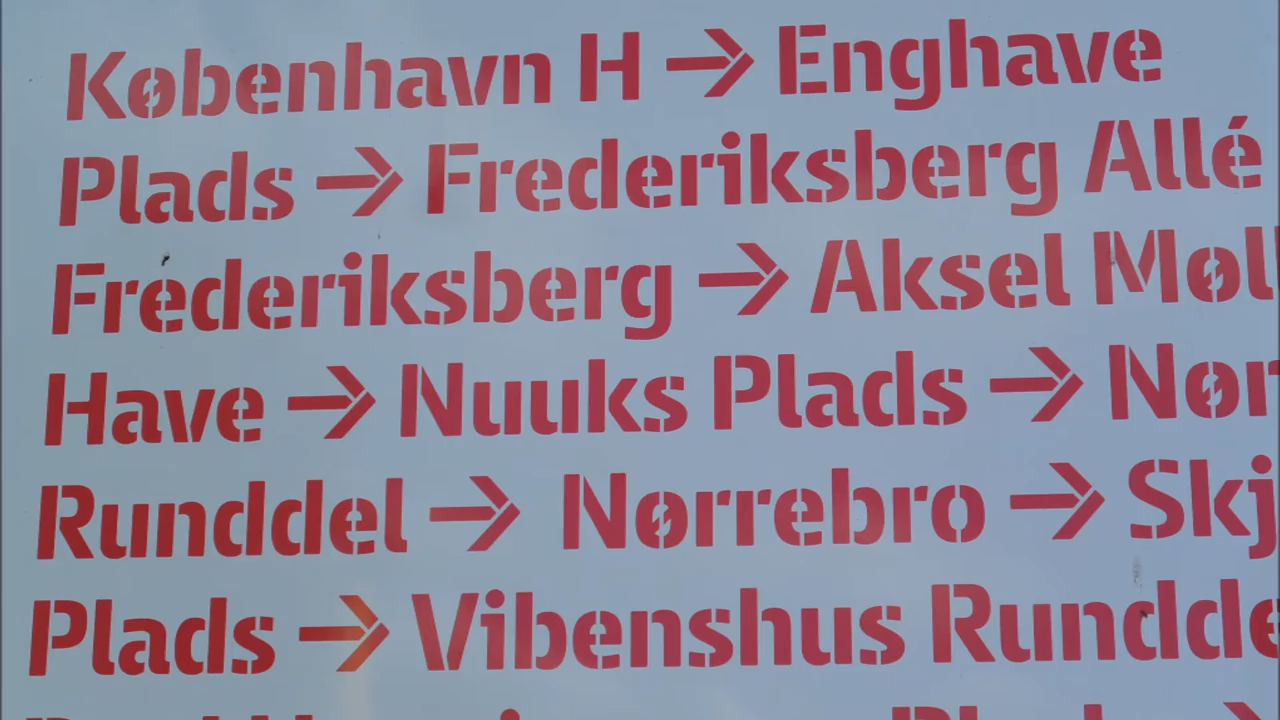 København H → Enghave
Plads → Frederiksberg Allé
Frederiksberg → Aksel Møl
Have → Nuuks Plads → Nør
Runddel → Nørrebro → Skj
Plads → Vibenshus Rundde